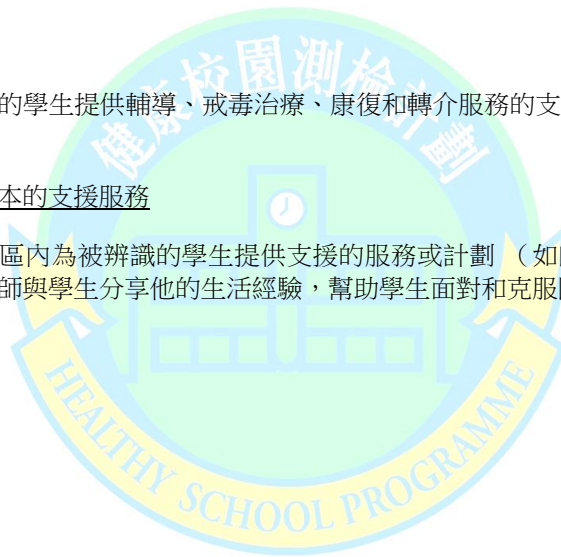 的學生提供輔導、戒毒治療、康復和轉介服務的支
本的支援服務
區內為被辨識的學生提供支援的服務或計劃 （如
師與學生分享他的生活經驗，幫助學生面對和克服
健康校園測檢計劃
HEALTHY SCHOOL PROGRAMME